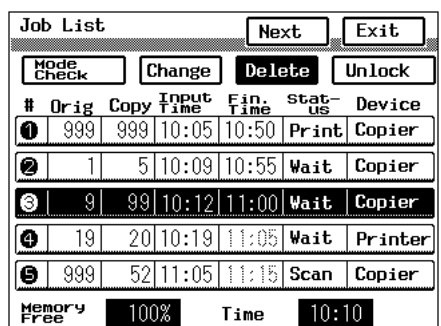 Job List Next Exit
Mode Check Change Delete Unlock
# Orig Copy Input Time Fin. Time Stat-us Device
1 999 999 10:05 10:50 Print Copier
2 1 5 10:09 10:55 Wait Copier
3 9 99 10:12 11:00 Wait Copier
4 19 20 10:19 11:05 Wait Printer
5 999 52 11:05 11:15 Scan Copier
Memory Free 100% Time 10:10